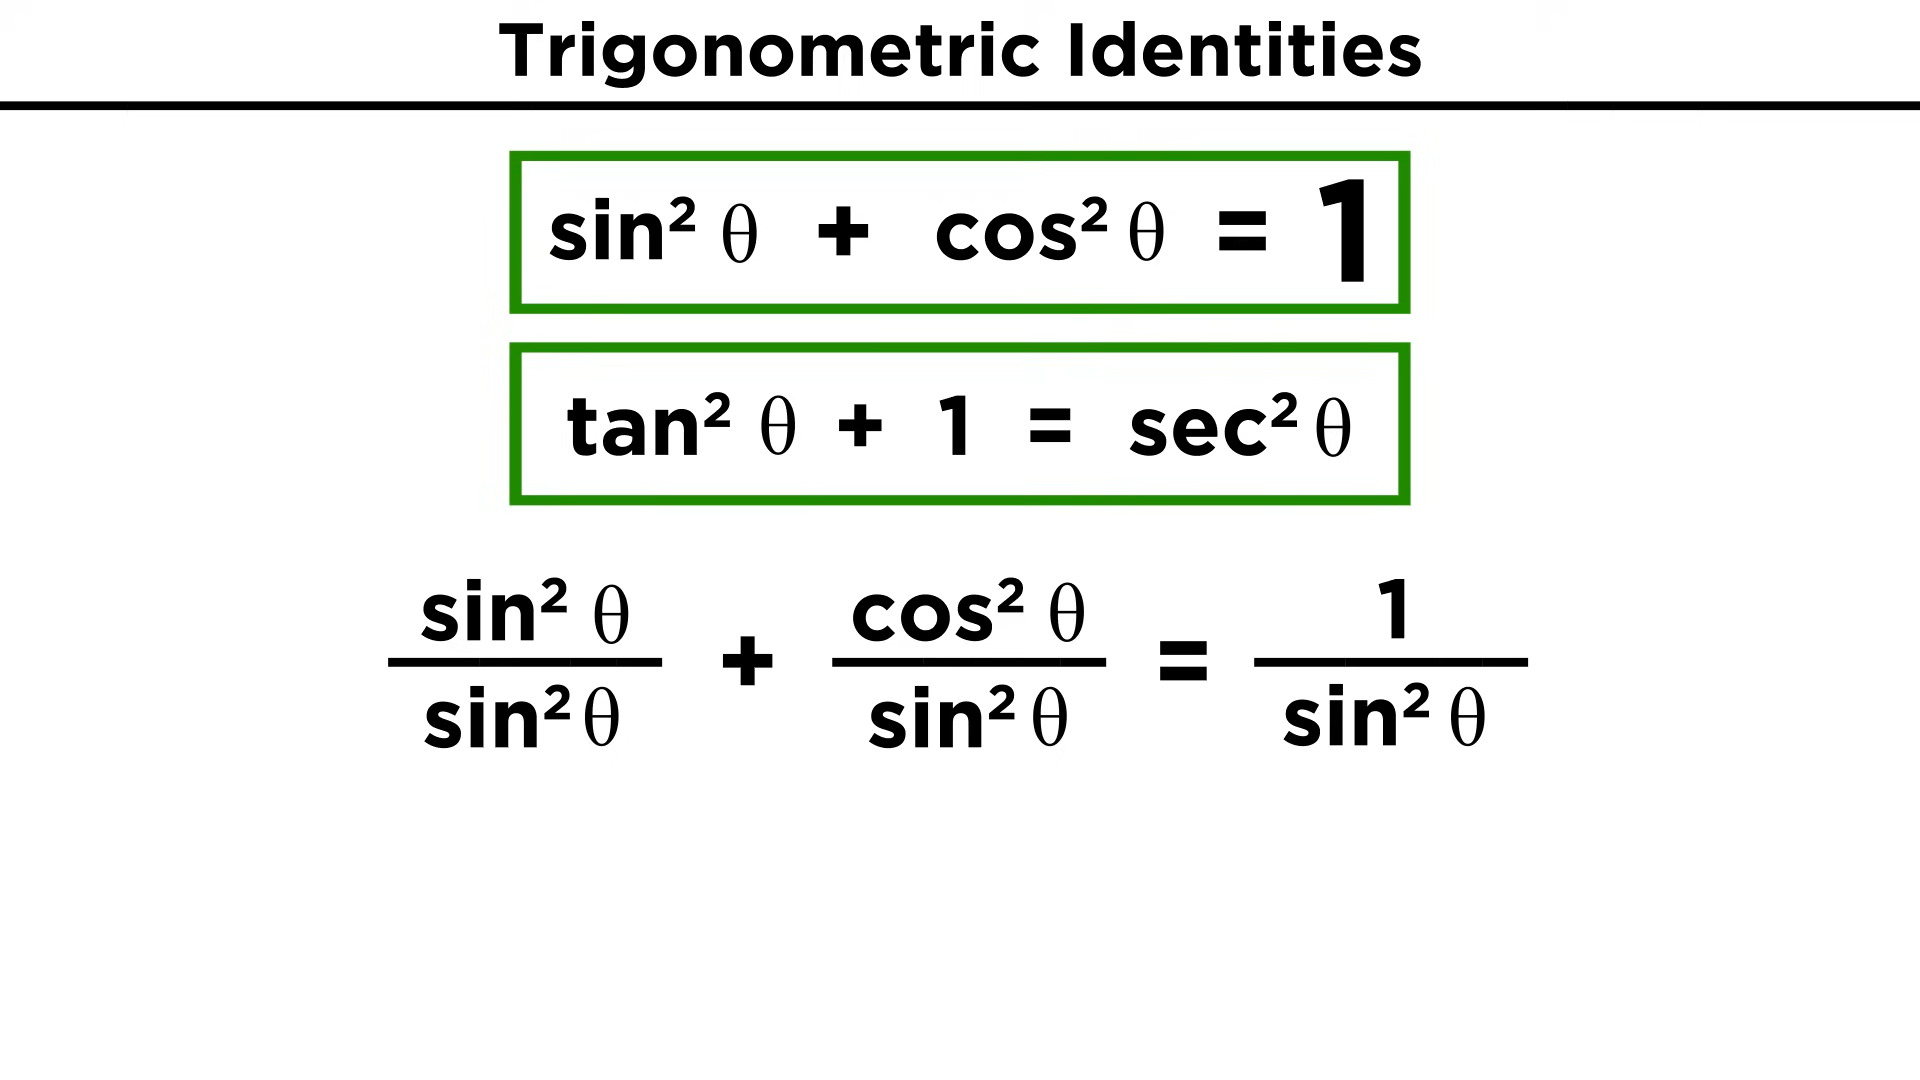 Trigonometric Identities
sin² θ + cos² θ = 1
tan² θ + 1 = sec² θ
sin² θ / sin² θ + cos² θ / sin² θ = 1 / sin² θ